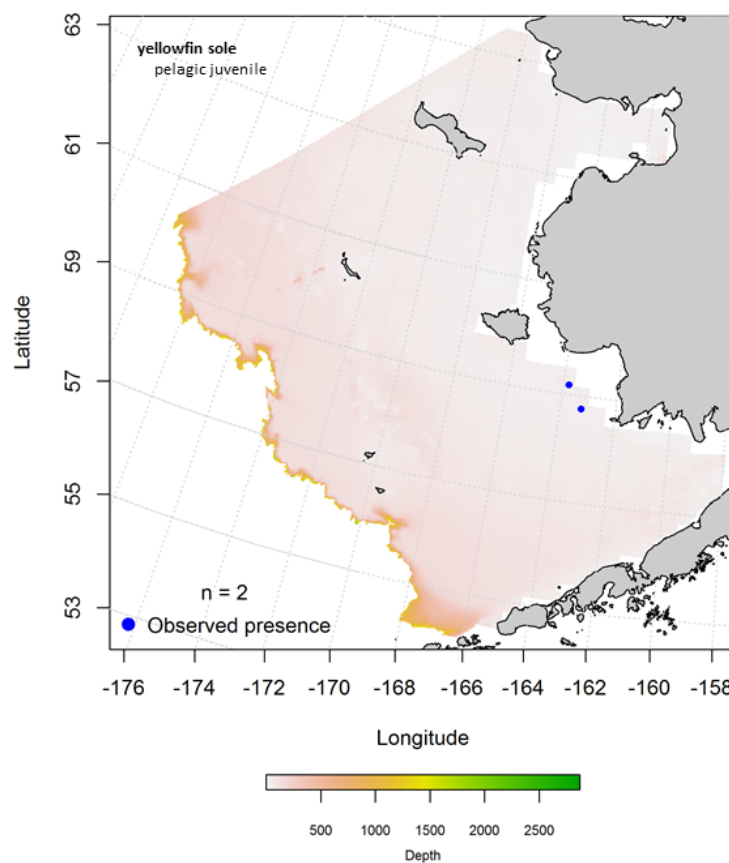 yellowfin sole
pelagic juvenile
63
61
59
57
55
53
Latitude
n = 2
Observed presence
-176 -174 -172 -170 -168 -166 -164 -162 -160 -158
Longitude
500 1000 1500 2000 2500
Depth